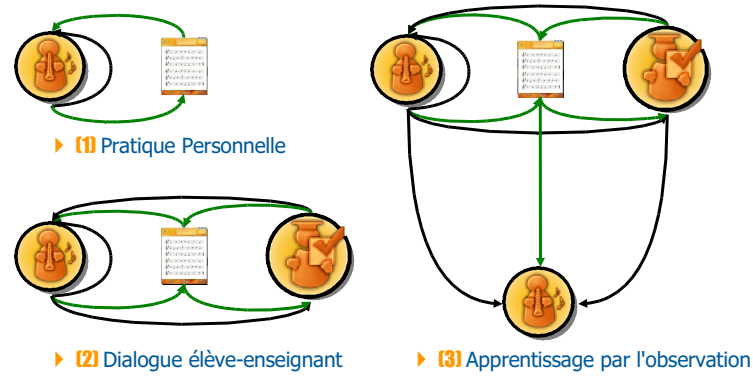 (1) Pratique Personnelle
(2) Dialogue élève-enseignant
(3) Apprentissage par l'observation